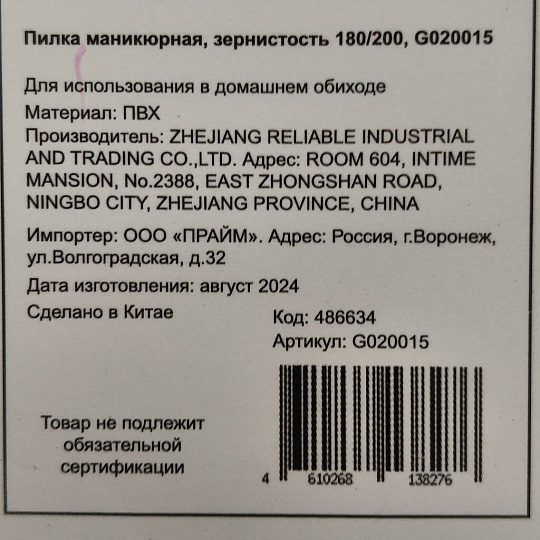 Пилка маникюрная, зернистость 180/200, G020015
Для использования в домашнем обиходе
Материал: ПВХ
Производитель: ZHEJIANG RELIABLE INDUSTRIAL
AND TRADING CO.,LTD. Адрес: ROOM 604, INTIME
MANSION, No.2388, EAST ZHONGSHAN ROAD,
NINGBO CITY, ZHEJIANG PROVINCE, CHINA
Импортер: ООО «ПРАЙМ». Адрес: Россия, г.Воронеж,
ул.Волгоградская, д.32
Дата изготовления: август 2024
Сделано в Китае
Код: 486634
Артикул: G020015
Товар не подлежит
обязательной
сертификации
4 610268 138276